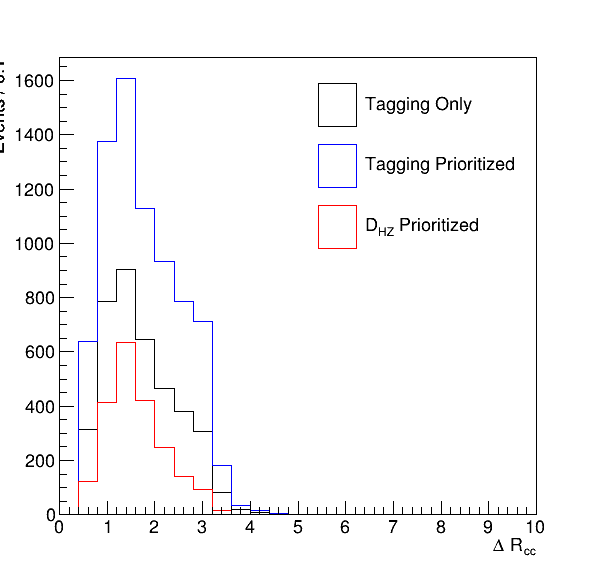 Events / 0.1
1600
1400
1200
1000
800
600
400
200
0
0 1 2 3 4 5 6 7 8 9 10
Δ R_cc
Tagging Only
Tagging Prioritized
D_HZ Prioritized